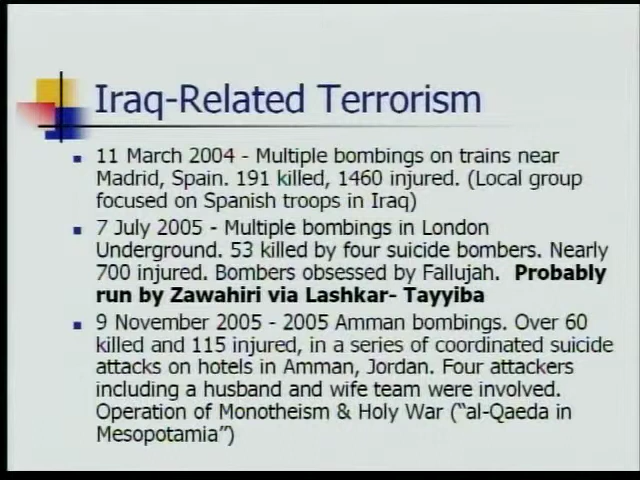 Iraq-Related Terrorism
11 March 2004 - Multiple bombings on trains near
Madrid, Spain. 191 killed, 1460 injured. (Local group
focused on Spanish troops in Iraq)
7 July 2005 - Multiple bombings in London
Underground. 53 killed by four suicide bombers. Nearly
700 injured. Bombers obsessed by Fallujah. Probably
run by Zawahiri via Lashkar- Tayyiba
9 November 2005 - 2005 Amman bombings. Over 60
killed and 115 injured, in a series of coordinated suicide
attacks on hotels in Amman, Jordan. Four attackers
including a husband and wife team were involved.
Operation of Monotheism & Holy War ("al-Qaeda in
Mesopotamia")